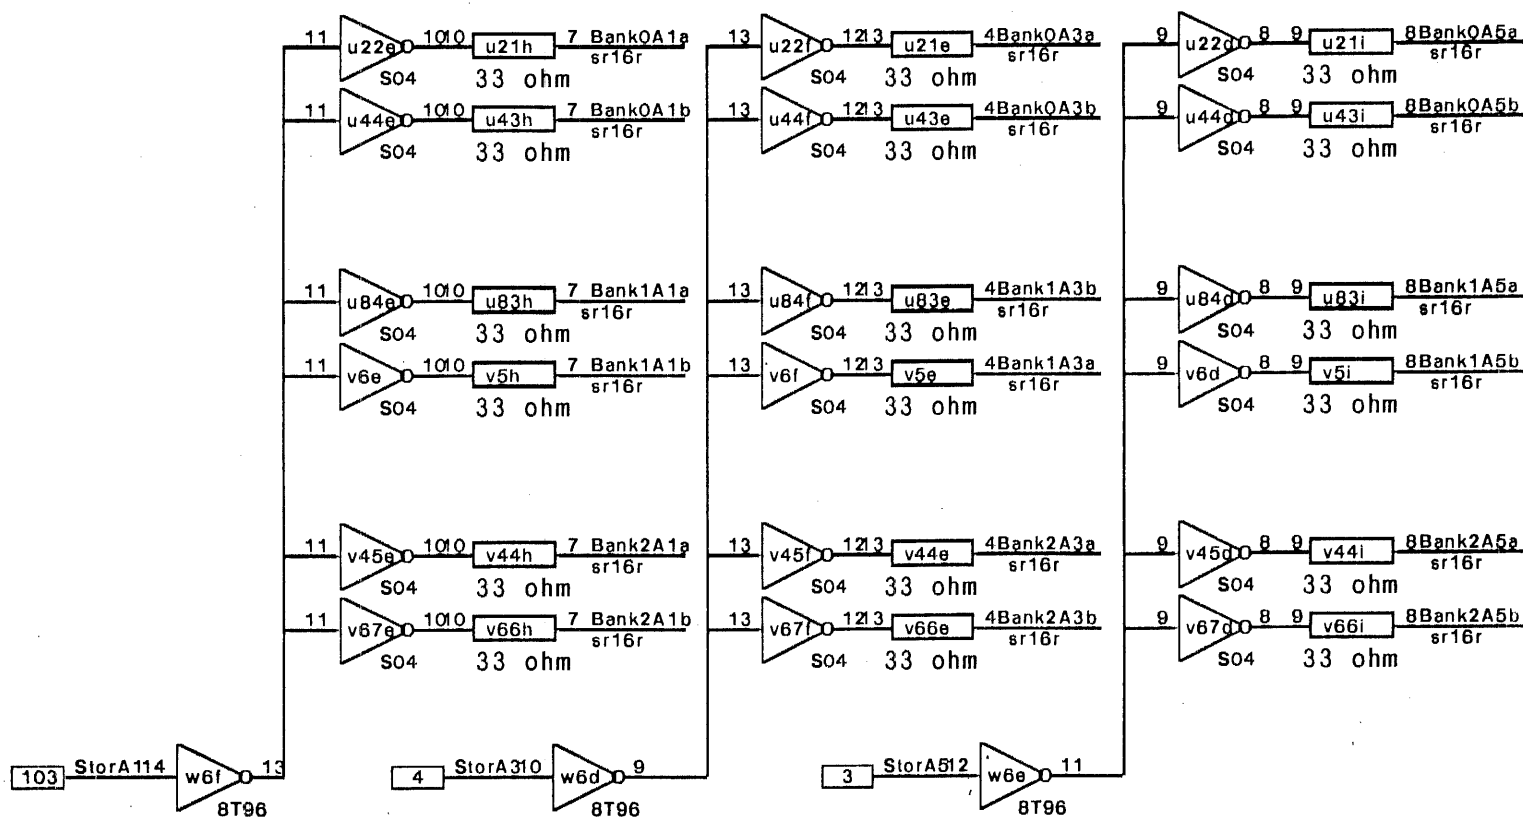 11 u22e 1010 u21h 7 Bank0A1a 13 u22f 1213 u21e 4Bank0A3a 9 u22d 8 9 u21i 8Bank0A5a
S04 33 ohm sr16r S04 33 ohm sr16r S04 33 ohm sr16r
11 u44e 1010 u43h 7 Bank0A1b 13 u44f 1213 u43e 4Bank0A3b 9 u44d 8 9 u43i 8Bank0A5b
S04 33 ohm sr16r S04 33 ohm sr16r S04 33 ohm sr16r
11 u84e 1010 u83h 7 Bank1A1a 13 u84f 1213 u83e 4Bank1A3b 9 u84d 8 9 u83i 8Bank1A5a
S04 33 ohm sr16r S04 33 ohm sr16r S04 33 ohm sr16r
11 v6e 1010 v5h 7 Bank1A1b 13 v6f 1213 v5e 4Bank1A3a 9 v6d 8 9 v5i 8Bank1A5b
S04 33 ohm sr16r S04 33 ohm sr16r S04 33 ohm sr16r
11 v45e 1010 v44h 7 Bank2A1a 13 v45f 1213 v44e 4Bank2A3a 9 v45d 8 9 v44i 8Bank2A5a
S04 33 ohm sr16r S04 33 ohm sr16r S04 33 ohm sr16r
11 v67e 1010 v66h 7 Bank2A1b 13 v67f 1213 v66e 4Bank2A3b 9 v67d 8 9 v66i 8Bank2A5b
S04 33 ohm sr16r S04 33 ohm sr16r S04 33 ohm sr16r
103 StorA114 w6f 13 4 StorA310 w6d 9 3 StorA512 w6e 11
8T96 8T96 8T96